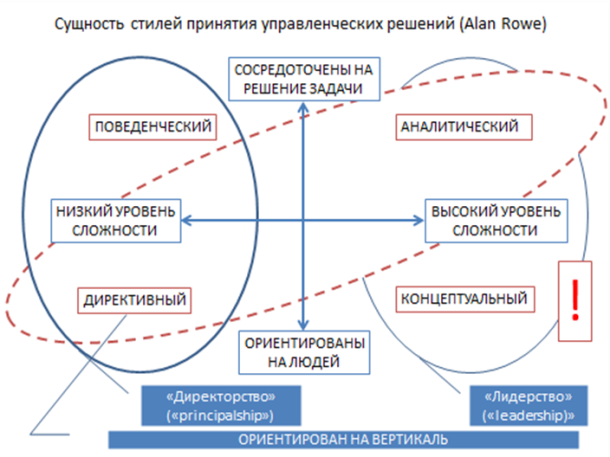 Сущность стилей принятия управленческих решений (Alan Rowe)
СОСРЕДОТОЧЕНЫ НА
РЕШЕНИЕ ЗАДАЧИ
ПОВЕДЕНЧЕСКИЙ
АНАЛИТИЧЕСКИЙ
НИЗКИЙ УРОВЕНЬ
СЛОЖНОСТИ
ВЫСОКИЙ УРОВЕНЬ
СЛОЖНОСТИ
ДИРЕКТИВНЫЙ
КОНЦЕПТУАЛЬНЫЙ
!
ОРИЕНТИРОВАНЫ
НА ЛЮДЕЙ
«Директорство»
(«principalship»)
«Лидерство»
(«leadership)»
ОРИЕНТИРОВАН НА ВЕРТИКАЛЬ